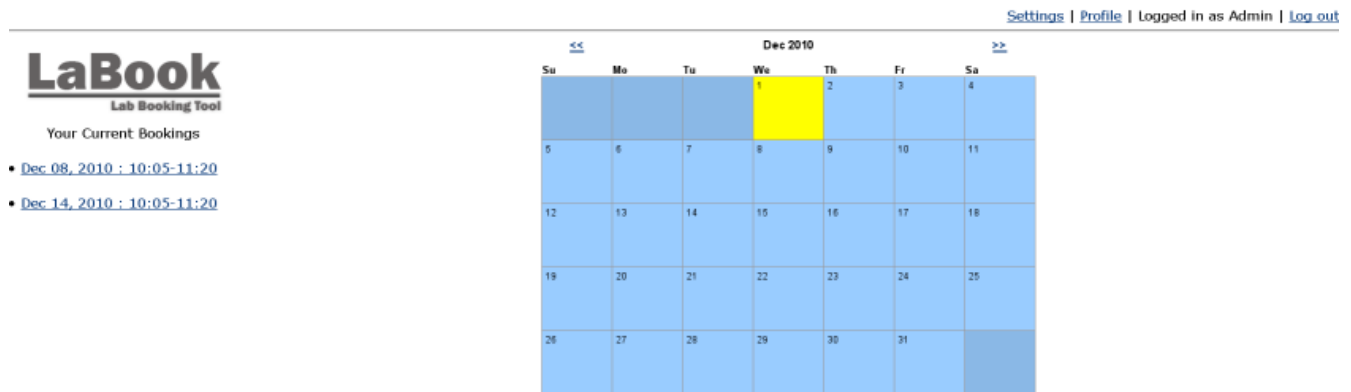 Settings | Profile | Logged in as Admin | Log out
LaBook
Lab Booking Tool
Your Current Bookings
• Dec 08, 2010 : 10:05-11:20
• Dec 14, 2010 : 10:05-11:20
<< Dec 2010 >>
Su Mo Tu We Th Fr Sa
1 2 3 4
5 6 7 8 9 10 11
12 13 14 15 16 17 18
19 20 21 22 23 24 25
26 27 28 29 30 31